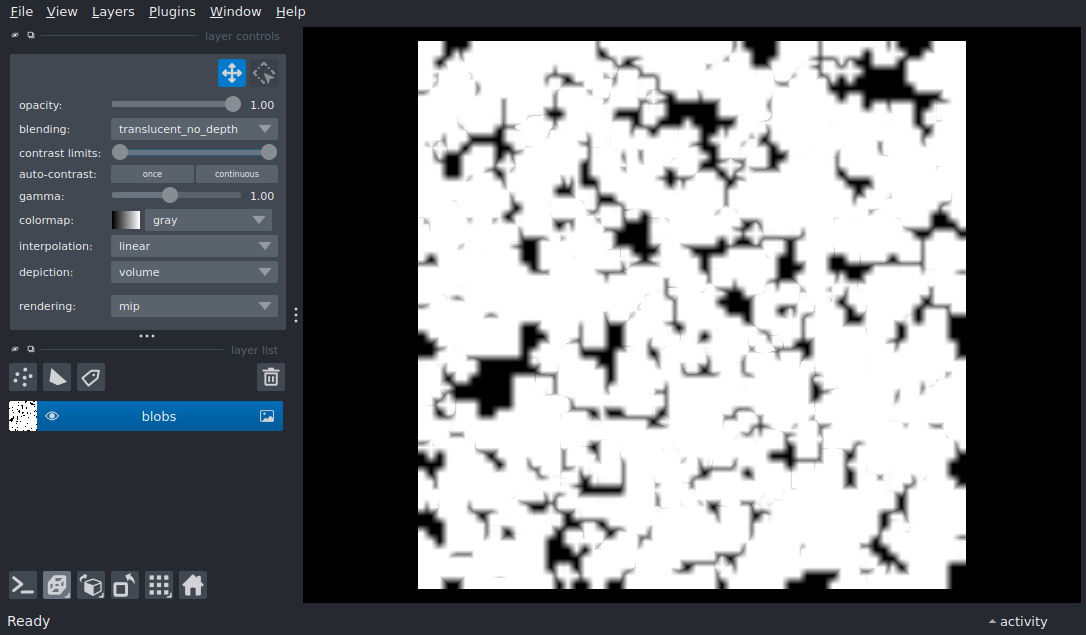 File View Layers Plugins Window Help
layer controls
opacity: 1.00
blending: translucent_no_depth
contrast limits:
auto-contrast: once continuous
gamma: 1.00
colormap: gray
interpolation: linear
depiction: volume
rendering: mip
layer list
blobs
Ready activity